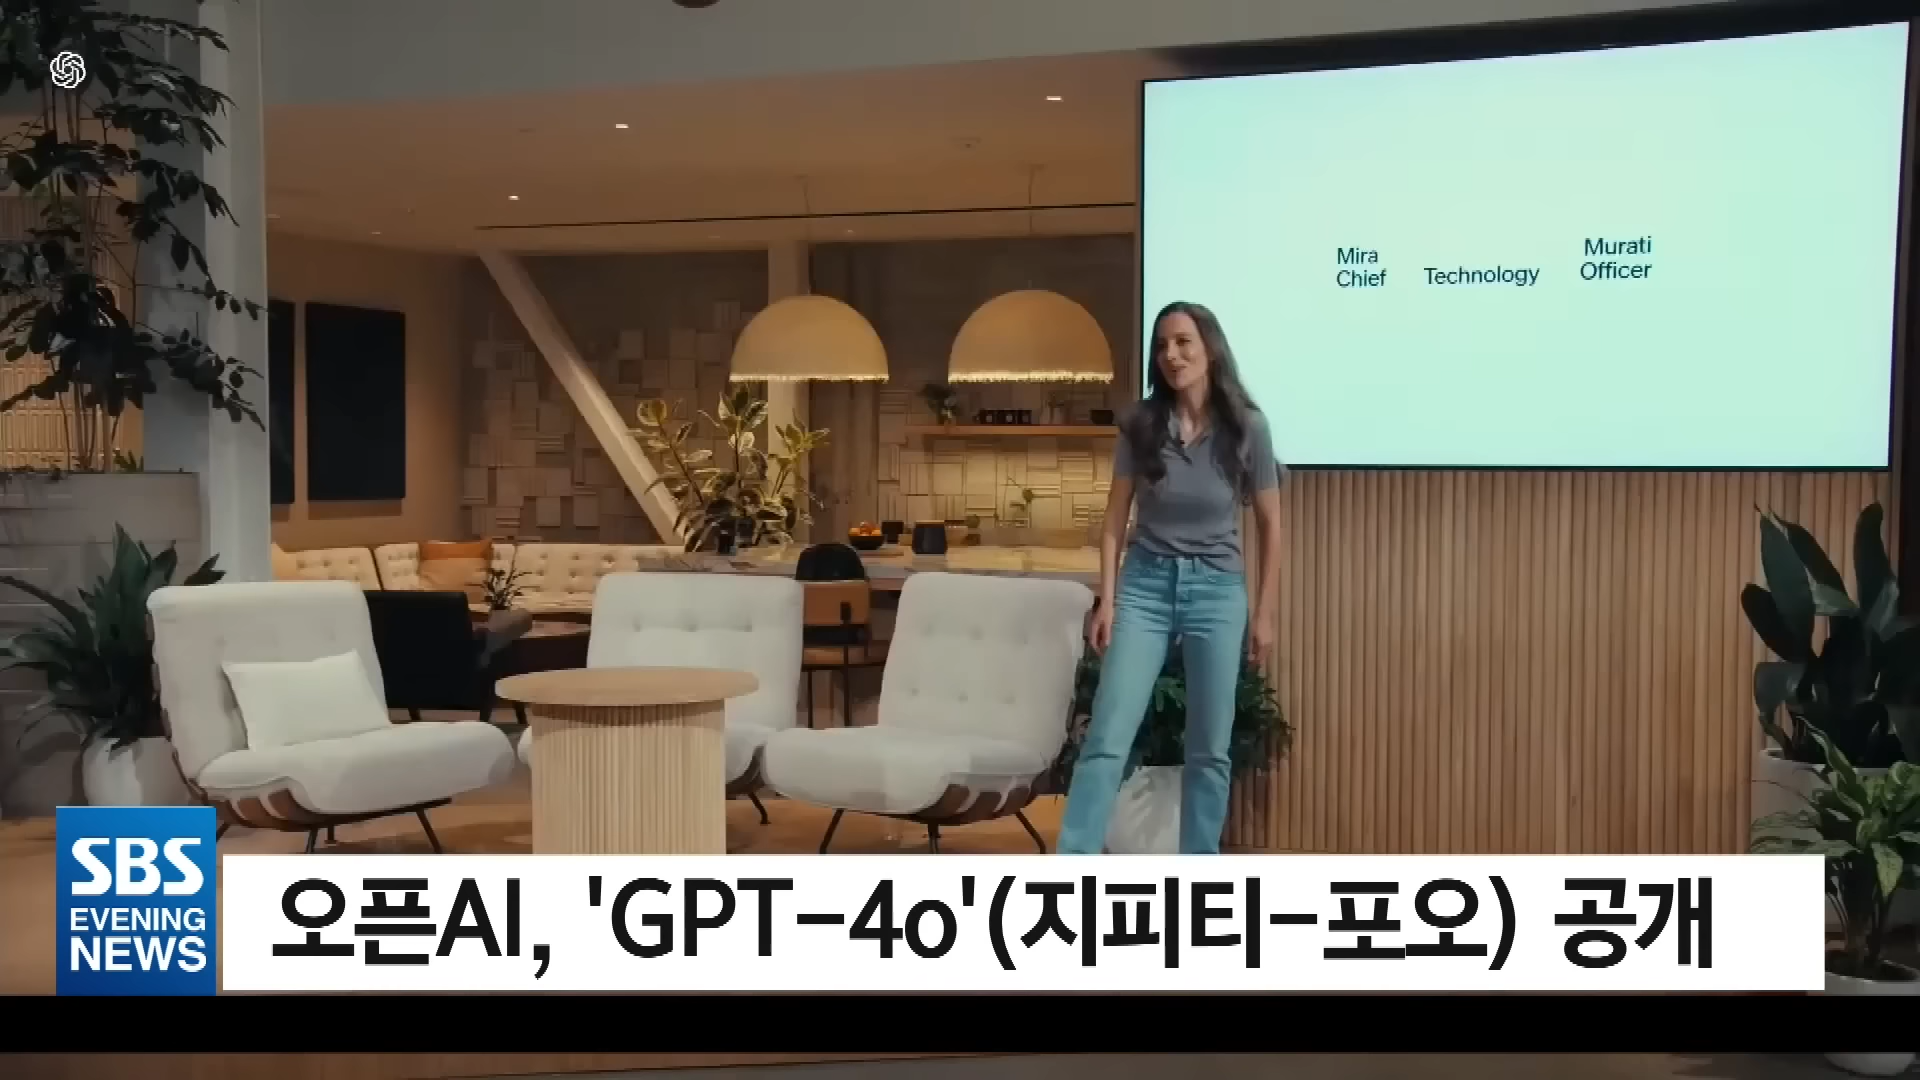 Mira Murati
Chief Technology Officer
SBS
EVENING
NEWS
오픈AI, 'GPT-4o'(지피티-포오) 공개